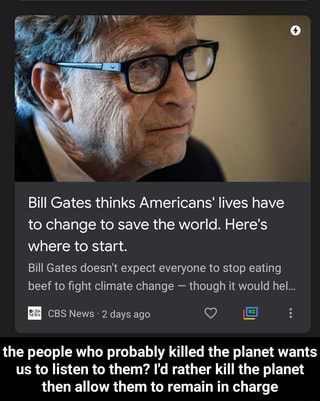 Bill Gates thinks Americans' lives have
to change to save the world. Here's
where to start.
Bill Gates doesn't expect everyone to stop eating
beef to fight climate change — though it would hel...
CBS News · 2 days ago
the people who probably killed the planet wants
us to listen to them? I'd rather kill the planet
then allow them to remain in charge